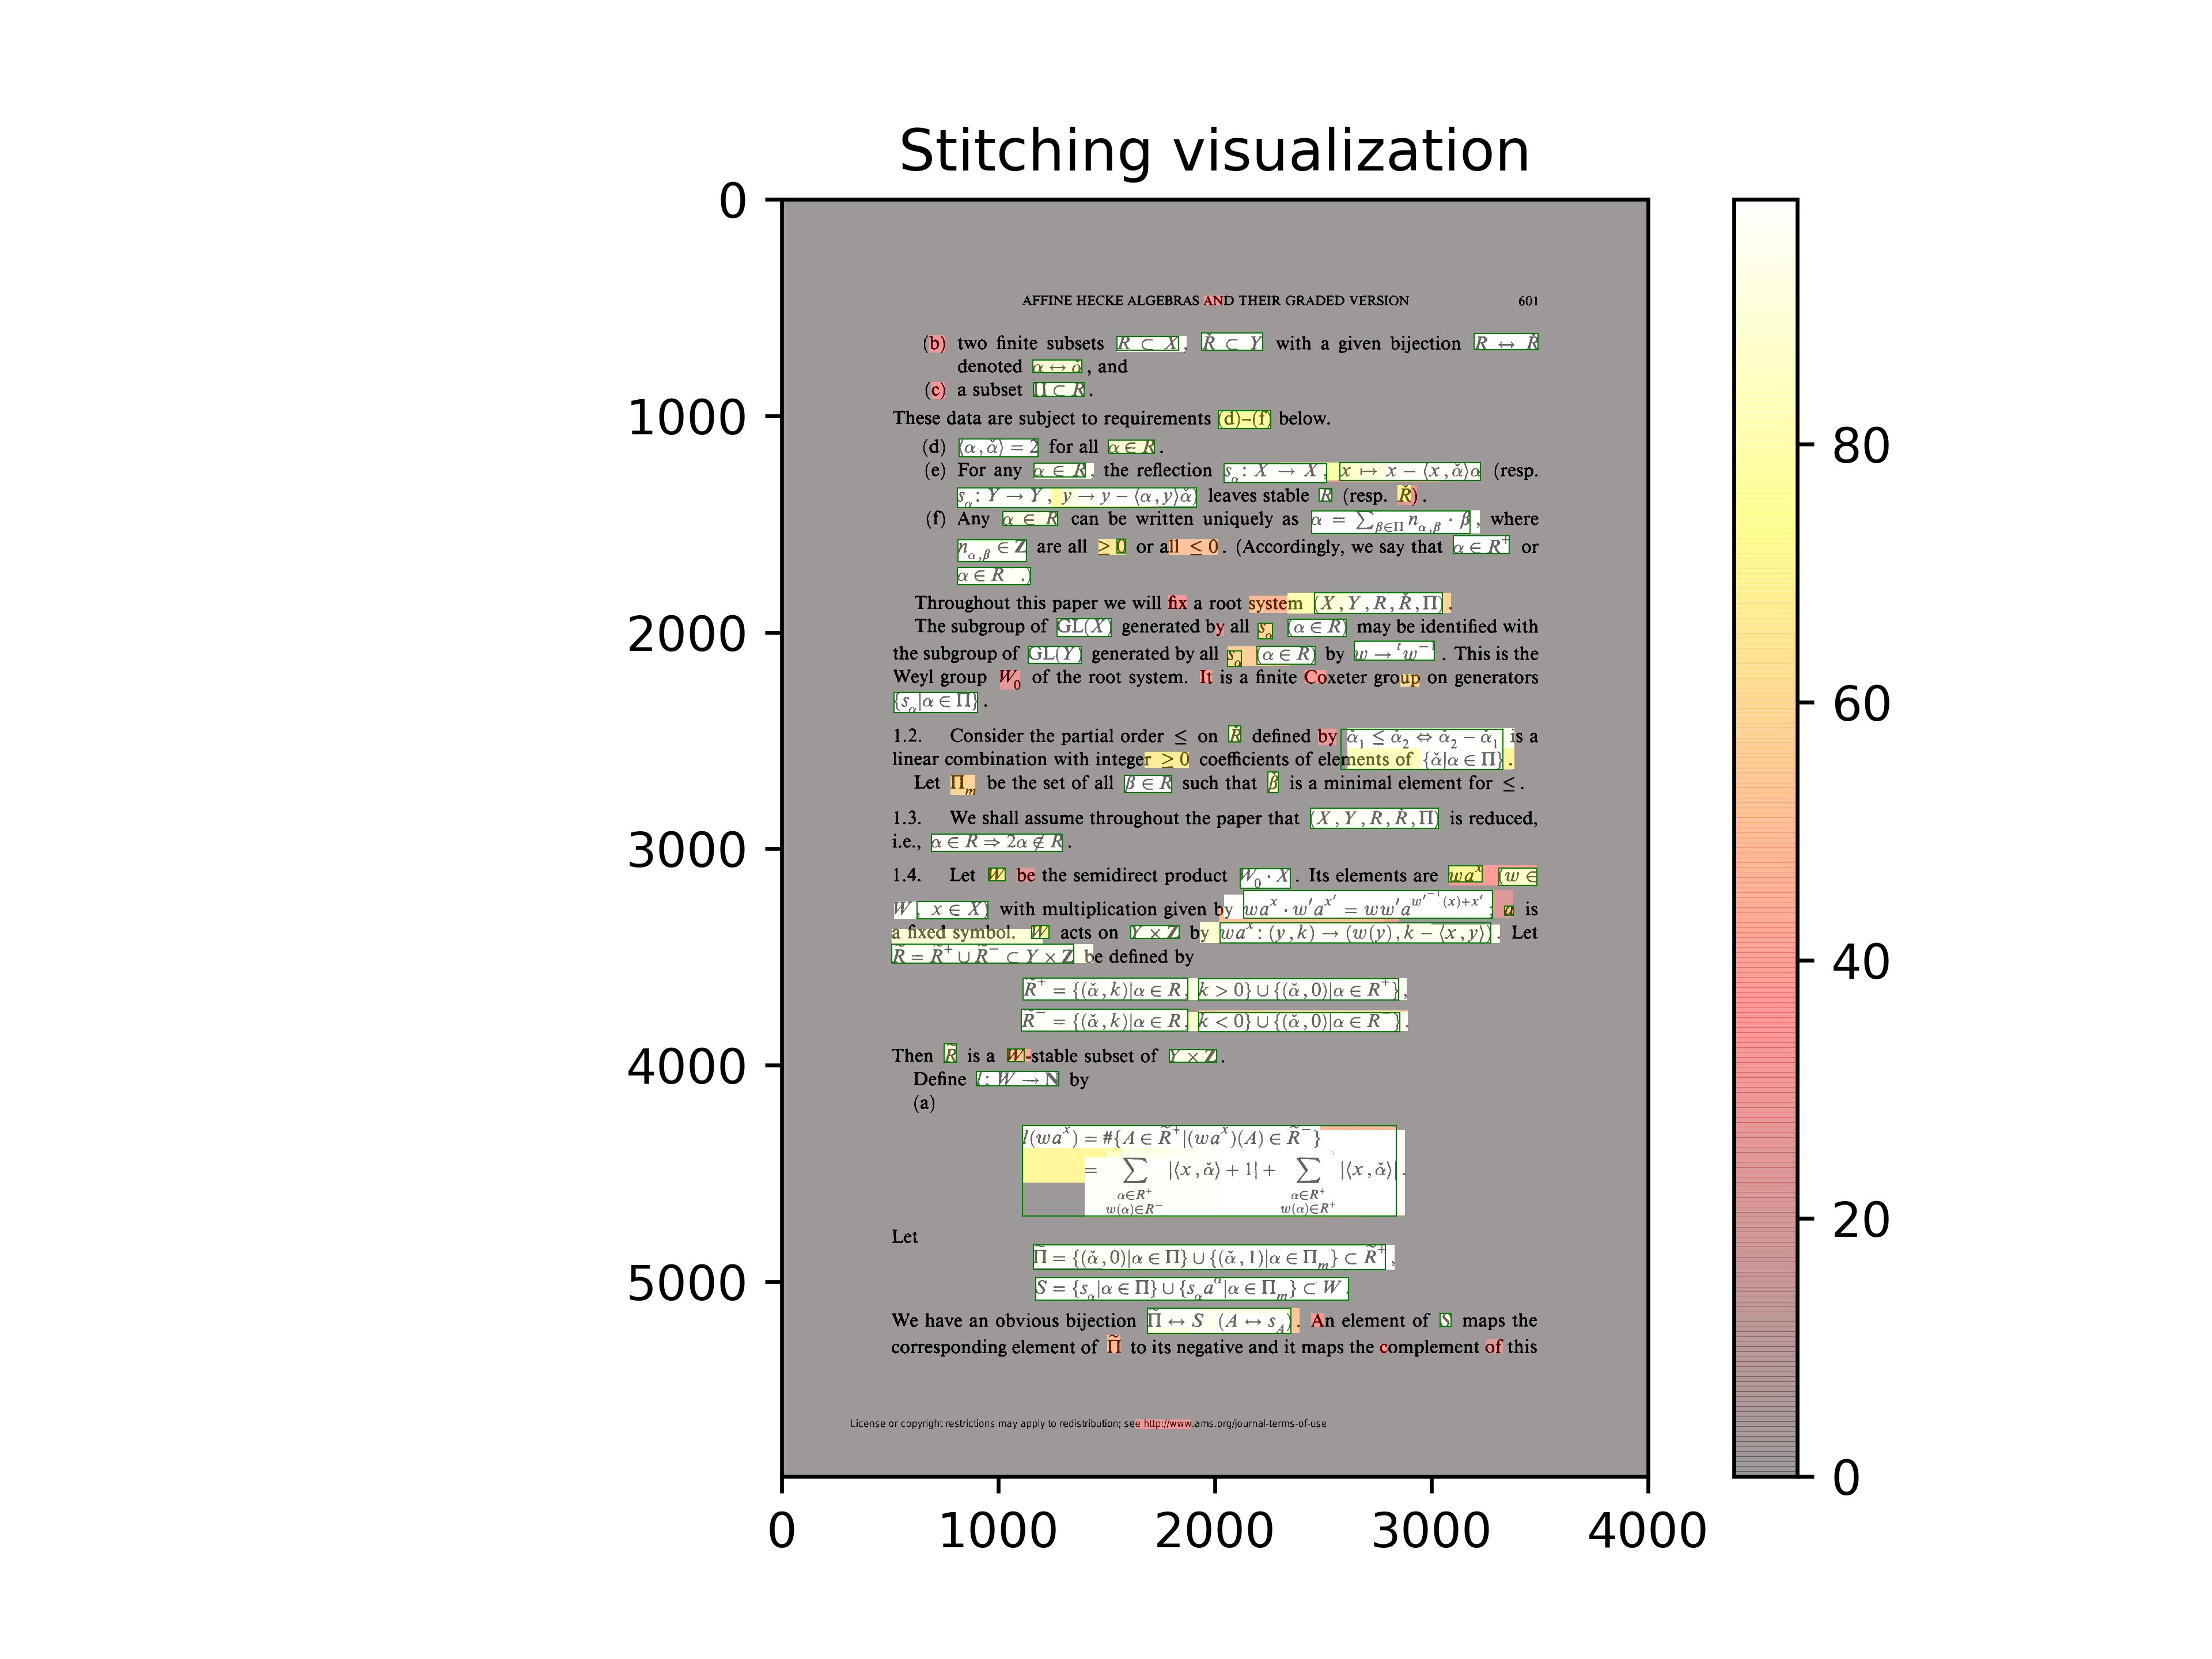 Stitching visualization
0
1000
2000
3000
4000
5000
0
1000
2000
3000
4000
80
60
40
20
0
AFFINE HECKE ALGEBRAS AND THEIR GRADED VERSION 601
(b) two finite subsets R ⊂ X, Ř ⊂ Y with a given bijection R ↔ Ř
denoted α ↔ α̌, and
(c) a subset Π ⊂ R.
These data are subject to requirements (d)–(f) below.
(d) ⟨α, α̌⟩ = 2 for all α ∈ R.
(e) For any α ∈ R, the reflection s_α: X → X, x ↦ x − ⟨x, α̌⟩α (resp.
s_α: Y → Y, y → y − ⟨α, y⟩α̌) leaves stable R (resp. Ř).
(f) Any α ∈ R can be written uniquely as α = ∑_{β∈Π} n_{α,β} · β, where
n_{α,β} ∈ Z are all ≥ 0 or all ≤ 0. (Accordingly, we say that α ∈ R⁺ or
α ∈ R .)
Throughout this paper we will fix a root system (X, Y, R, Ř, Π).
The subgroup of GL(X) generated by all s_α (α ∈ R) may be identified with
the subgroup of GL(Y) generated by all s_α (α ∈ R) by w → ᵗw⁻¹. This is the
Weyl group W₀ of the root system. It is a finite Coxeter group on generators
{s_α|α ∈ Π}.
1.2. Consider the partial order ≤ on Ř defined by α̌₁ ≤ α̌₂ ⇔ α̌₂ − α̌₁ is a
linear combination with integer ≥ 0 coefficients of elements of {α̌|α ∈ Π}.
Let Π_m be the set of all β ∈ R such that β̌ is a minimal element for ≤.
1.3. We shall assume throughout the paper that (X, Y, R, Ř, Π) is reduced,
i.e., α ∈ R ⇒ 2α ∉ R.
1.4. Let W be the semidirect product W₀ · X. Its elements are wa^x (w ∈
W, x ∈ X) with multiplication given by wa^x · w′a^{x′} = ww′a^{w′⁻¹(x)+x′}; a is
a fixed symbol. W acts on Y × Z by wa^x: (y, k) → (w(y), k − ⟨x, y⟩). Let
R̃ = R̃⁺ ∪ R̃⁻ ⊂ Y × Z be defined by
R̃⁺ = {(α̌, k)|α ∈ R, k > 0} ∪ {(α̌, 0)|α ∈ R⁺},
R̃⁻ = {(α̌, k)|α ∈ R, k < 0} ∪ {(α̌, 0)|α ∈ R⁻}.
Then R̃ is a W-stable subset of Y × Z.
Define l: W → N by
(a)
l(wa^x) = #{A ∈ R̃⁺|(wa^x)(A) ∈ R̃⁻}
= ∑_{α∈R⁺, w(α)∈R⁻} |⟨x, α̌⟩ + 1| + ∑_{α∈R⁺, w(α)∈R⁺} |⟨x, α̌⟩|.
Let
Π̃ = {(α̌, 0)|α ∈ Π} ∪ {(α̌, 1)|α ∈ Π_m} ⊂ R̃⁺,
S = {s_α|α ∈ Π} ∪ {s_α a^α|α ∈ Π_m} ⊂ W.
We have an obvious bijection Π̃ ↔ S (A ↔ s_A). An element of S maps the
corresponding element of Π̃ to its negative and it maps the complement of this
License or copyright restrictions may apply to redistribution; see http://www.ams.org/journal-terms-of-use